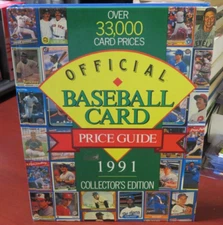 OVER
33,000
CARD PRICES
OFFICIAL
BASEBALL
CARD
PRICE GUIDE
1991
COLLECTOR'S EDITION